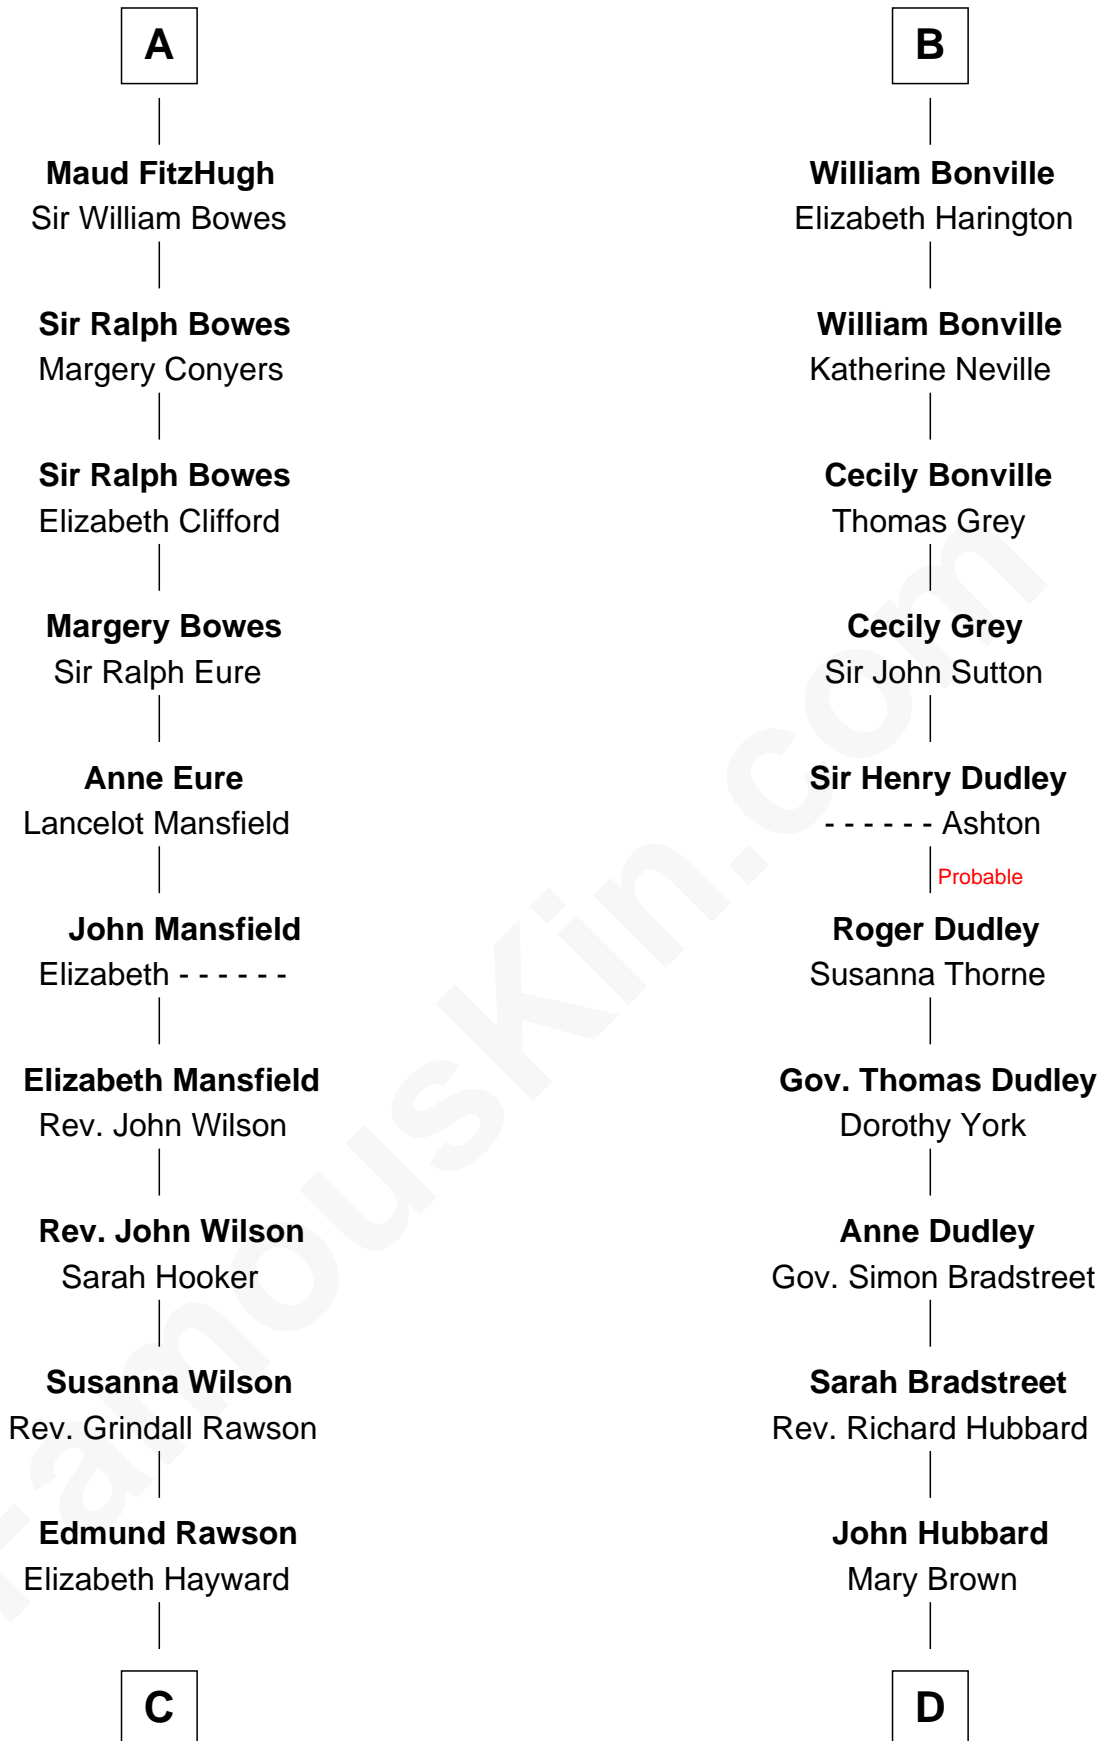 A
Maud FitzHugh
Sir William Bowes
Sir Ralph Bowes
Margery Conyers
Sir Ralph Bowes
Elizabeth Clifford
Margery Bowes
Sir Ralph Eure
Anne Eure
Lancelot Mansfield
John Mansfield
Elizabeth - - - - - -
Elizabeth Mansfield
Rev. John Wilson
Rev. John Wilson
Sarah Hooker
Susanna Wilson
Rev. Grindall Rawson
Edmund Rawson
Elizabeth Hayward
C
B
William Bonville
Elizabeth Harington
William Bonville
Katherine Neville
Cecily Bonville
Thomas Grey
Cecily Grey
Sir John Sutton
Sir Henry Dudley
- - - - - - Ashton
Probable
Roger Dudley
Susanna Thorne
Gov. Thomas Dudley
Dorothy York
Anne Dudley
Gov. Simon Bradstreet
Sarah Bradstreet
Rev. Richard Hubbard
John Hubbard
Mary Brown
D
FamousKin.com